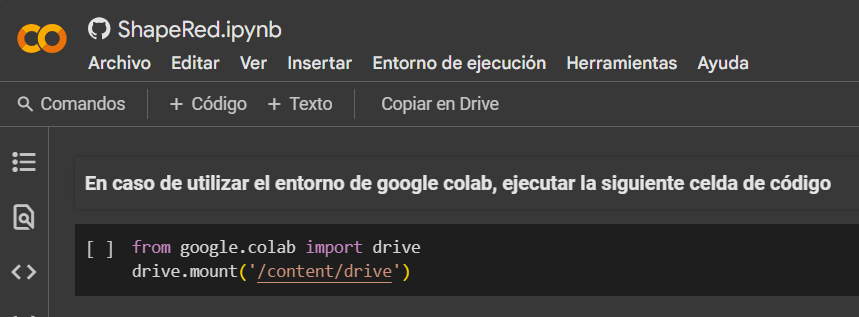 ShapeRed.ipynb
Archivo Editar Ver Insertar Entorno de ejecución Herramientas Ayuda
Comandos + Código + Texto Copiar en Drive
En caso de utilizar el entorno de google colab, ejecutar la siguiente celda de código
[ ] from google.colab import drive
drive.mount('/content/drive')